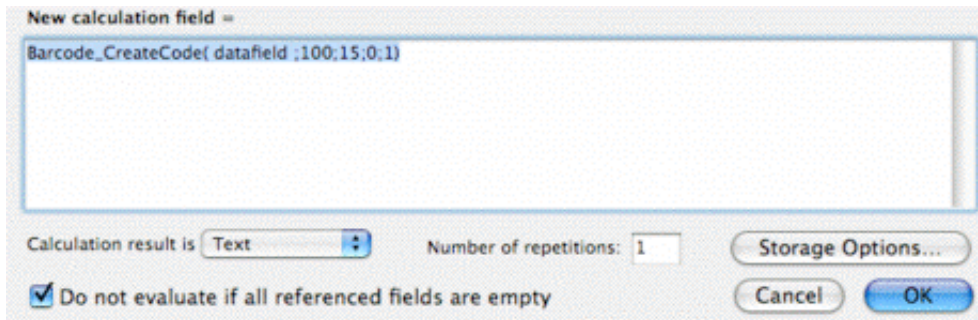 New calculation field =
Barcode_CreateCode( datafield ;100;15;0;1)
Calculation result is Text Number of repetitions: 1 Storage Options...
Do not evaluate if all referenced fields are empty Cancel OK